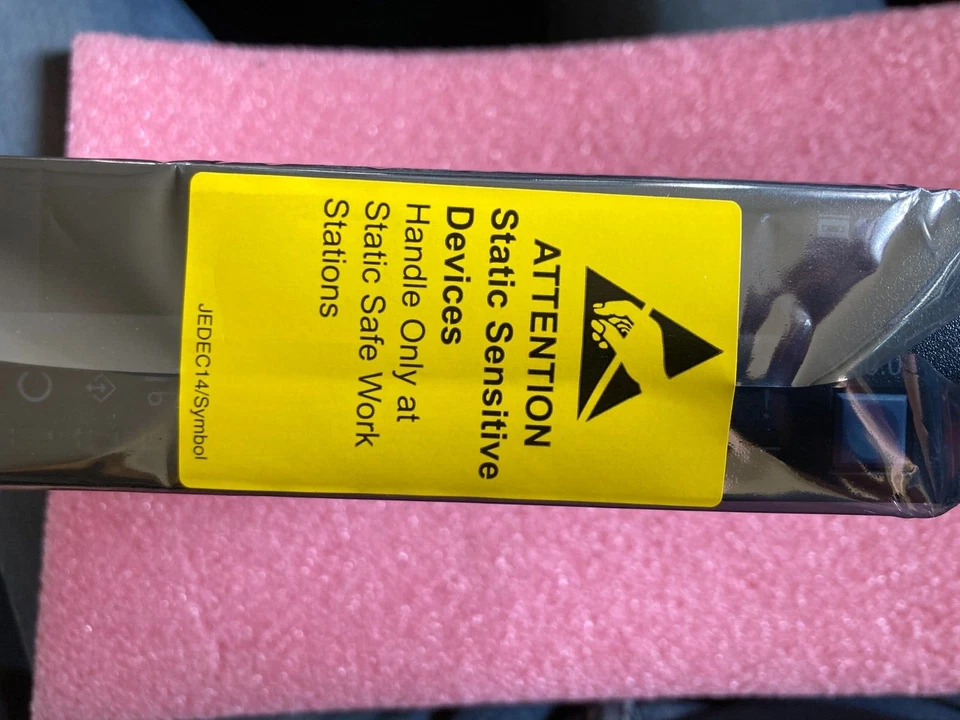 ATTENTION
Static Sensitive
Devices
Handle Only at
Static Safe Work
Stations
JEDEC14/Symbol